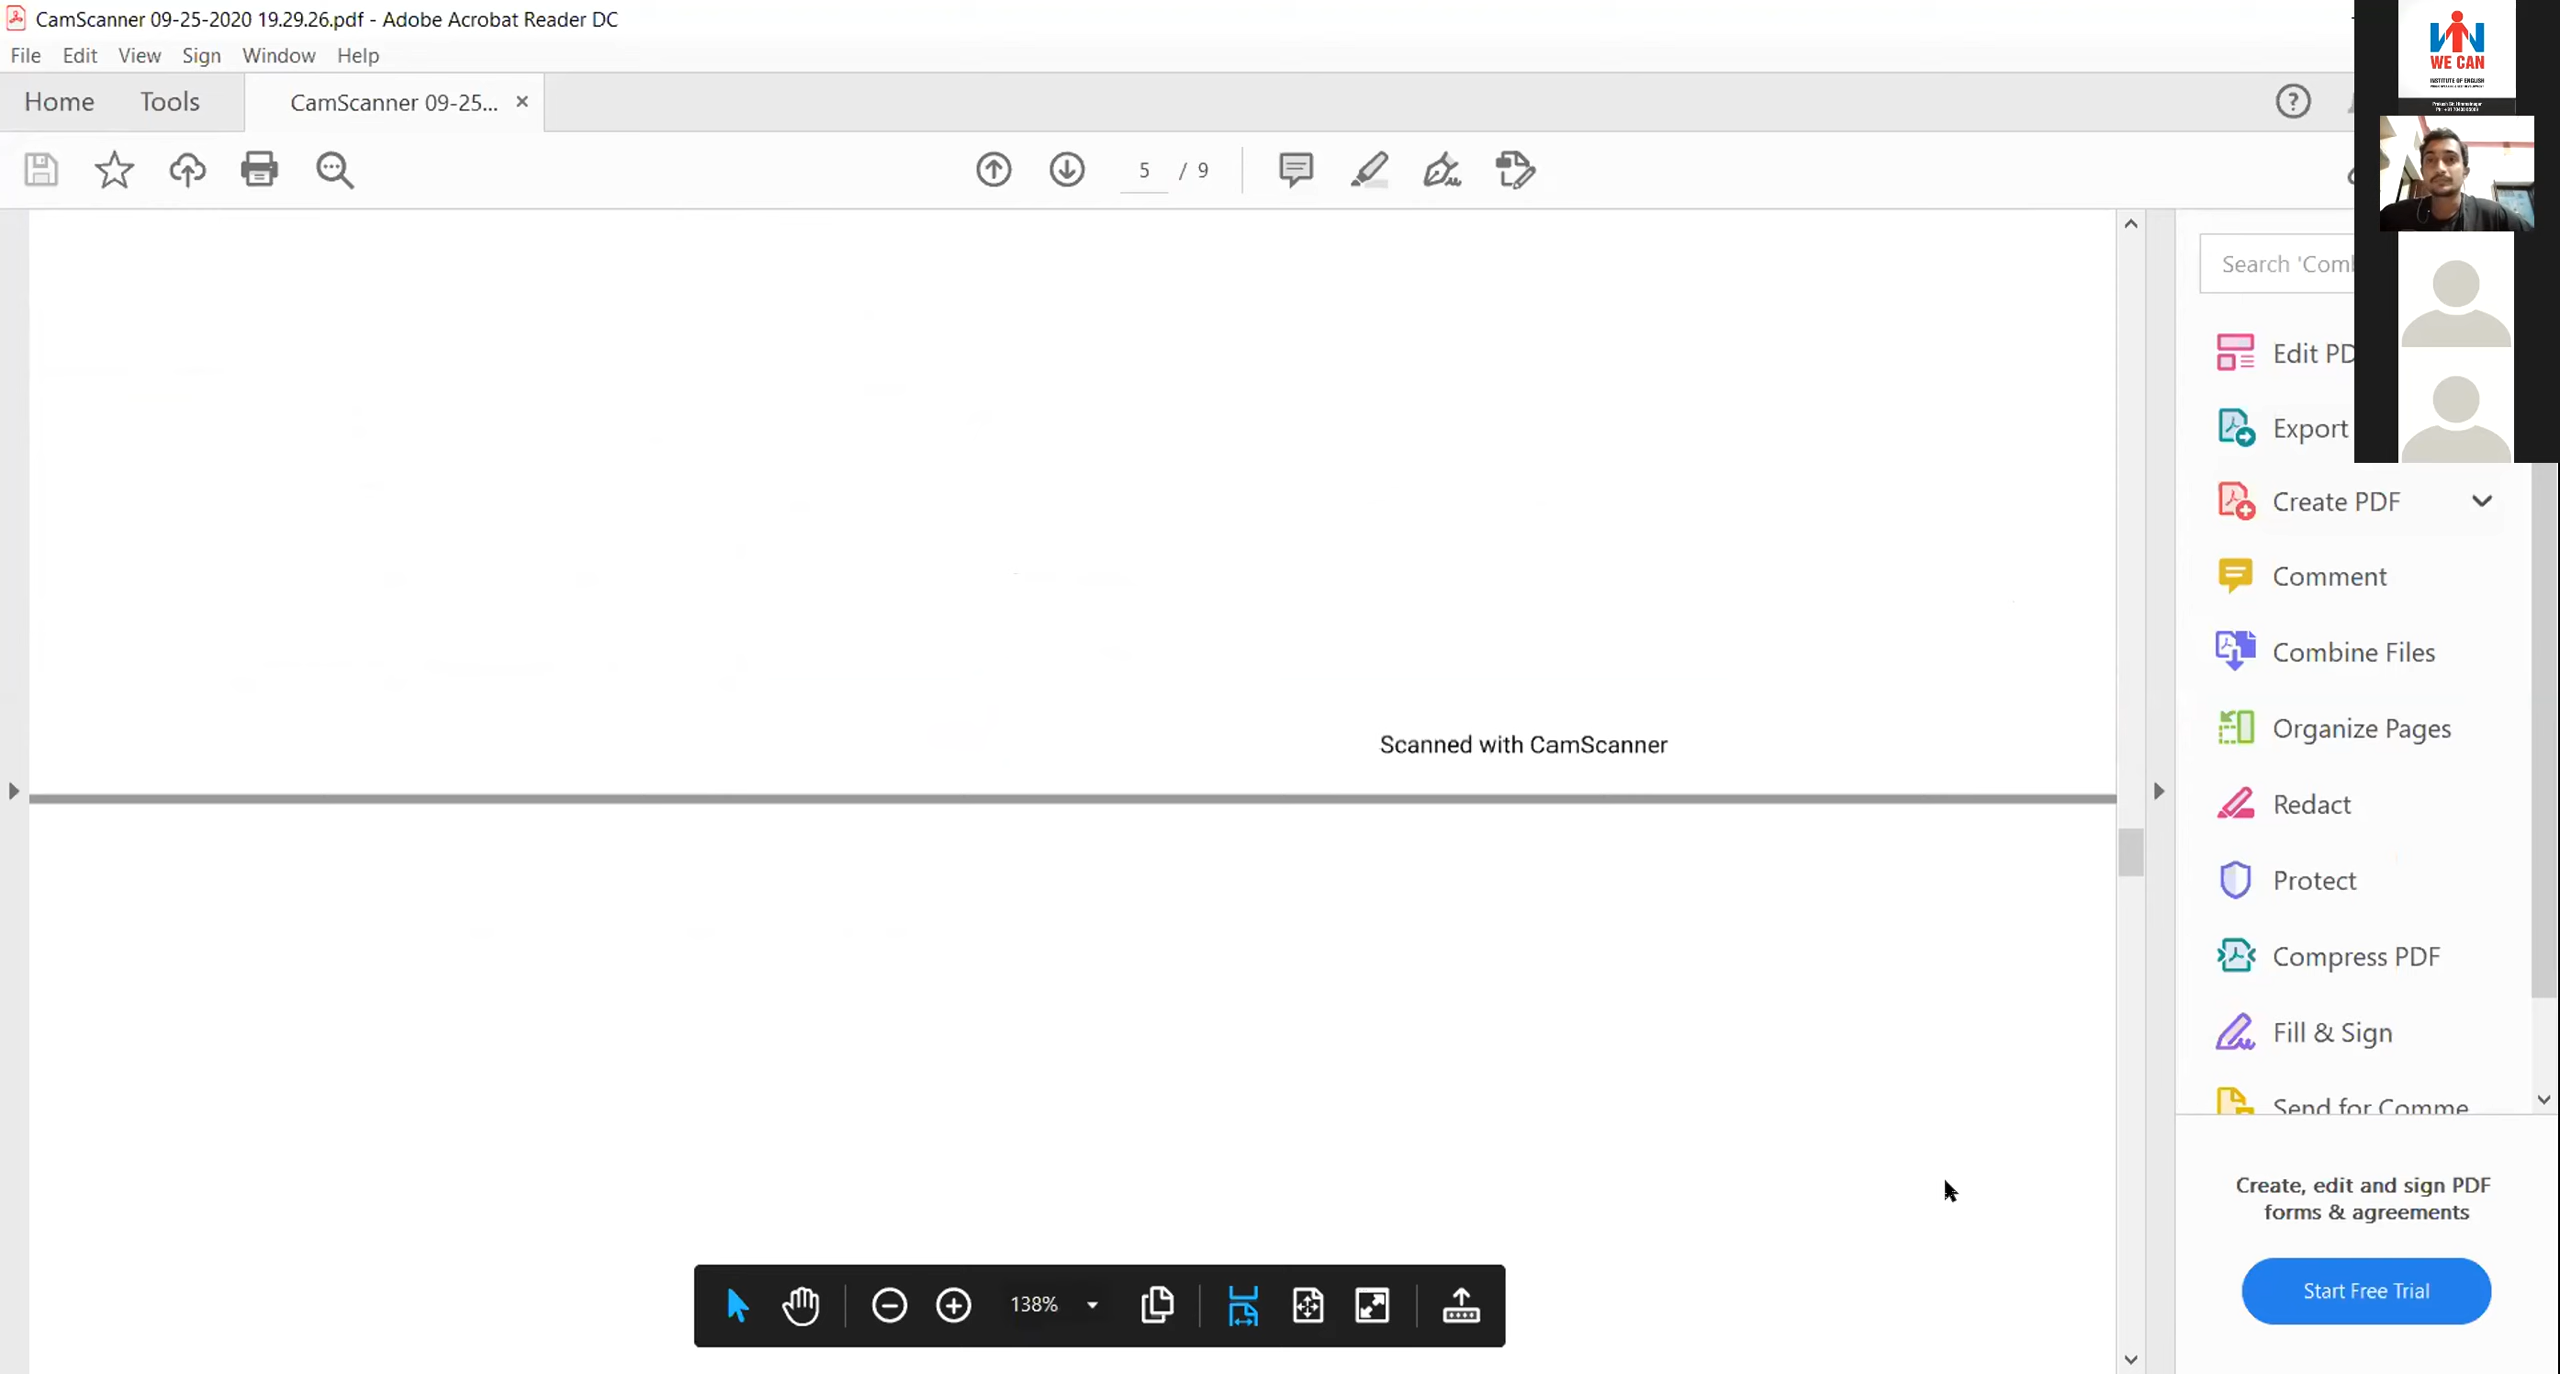 CamScanner 09-25-2020 19.29.26.pdf - Adobe Acrobat Reader DC
File Edit View Sign Window Help
Home Tools CamScanner 09-25... ×
5 / 9
WE CAN
INSTITUTE OF ENGLISH
Search 'Com
Edit PD
Export
Create PDF
Comment
Combine Files
Organize Pages
Redact
Protect
Compress PDF
Fill & Sign
Send for Comme
Scanned with CamScanner
Create, edit and sign PDF
forms & agreements
Start Free Trial
138%